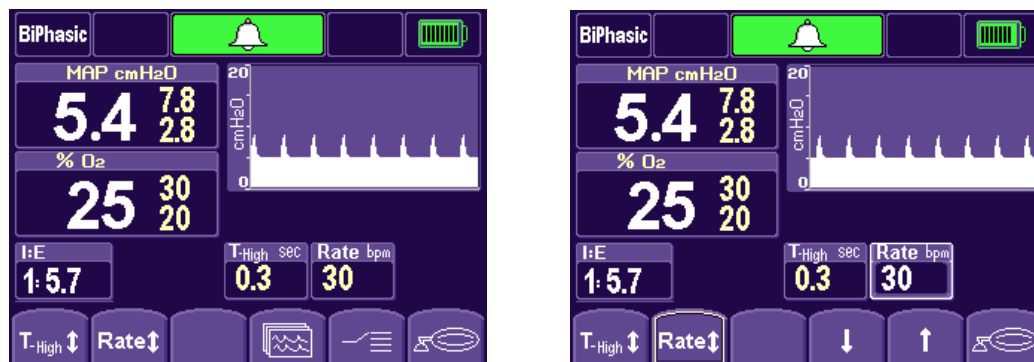 BiPhasic
MAP cmH2O
5.4
7.8
2.8
% O2
25
30
20
20
cmH2O
0
I:E
1:5.7
T-High sec
0.3
Rate bpm
30
T-High
Rate
BiPhasic
MAP cmH2O
5.4
7.8
2.8
% O2
25
30
20
20
cmH2O
0
I:E
1:5.7
T-High sec
0.3
Rate bpm
30
T-High
Rate